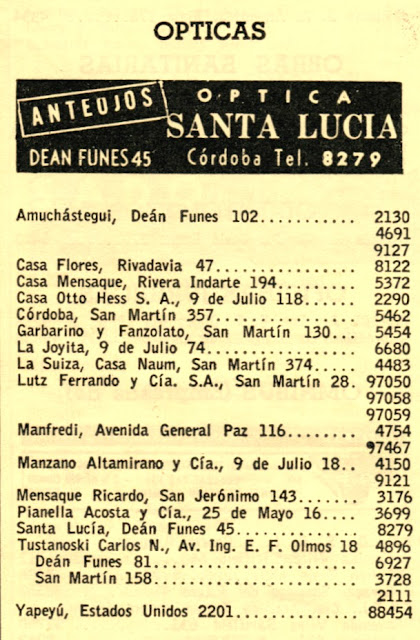 OPTICAS
ANTEOJOS
OPTICA
SANTA LUCIA
DEAN FUNES 45
Córdoba Tel. 8279
Amuchástegui, Deán Funes 102............ 2130
4691
9127
Casa Flores, Rivadavia 47................. 8122
Casa Mensaque, Rivera Indarte 194.......... 5372
Casa Otto Hess S. A., 9 de Julio 118....... 2290
Córdoba, San Martín 357.................. 5462
Garbarino y Fanzolato, San Martín 130.... 5454
La Joyita, 9 de Julio 74................... 6680
La Suiza, Casa Naum, San Martín 374..... 4483
Lutz Ferrando y Cía. S.A., San Martín 28. 97050
97058
97059
Manfredi, Avenida General Paz 116........ 4754
97467
Manzano Altamirano y Cía., 9 de Julio 18.. 4150
9121
Mensaque Ricardo, San Jerónimo 143....... 3176
Pianella Acosta y Cía., 25 de Mayo 16.... 3699
Santa Lucía, Deán Funes 45............... 8279
Tustanoski Carlos N., Av. Ing. E. F. Olmos 18 4896
Deán Funes 81......................... 6927
San Martín 158......................... 3728
2111
Yapeyú, Estados Unidos 2201............. 88454